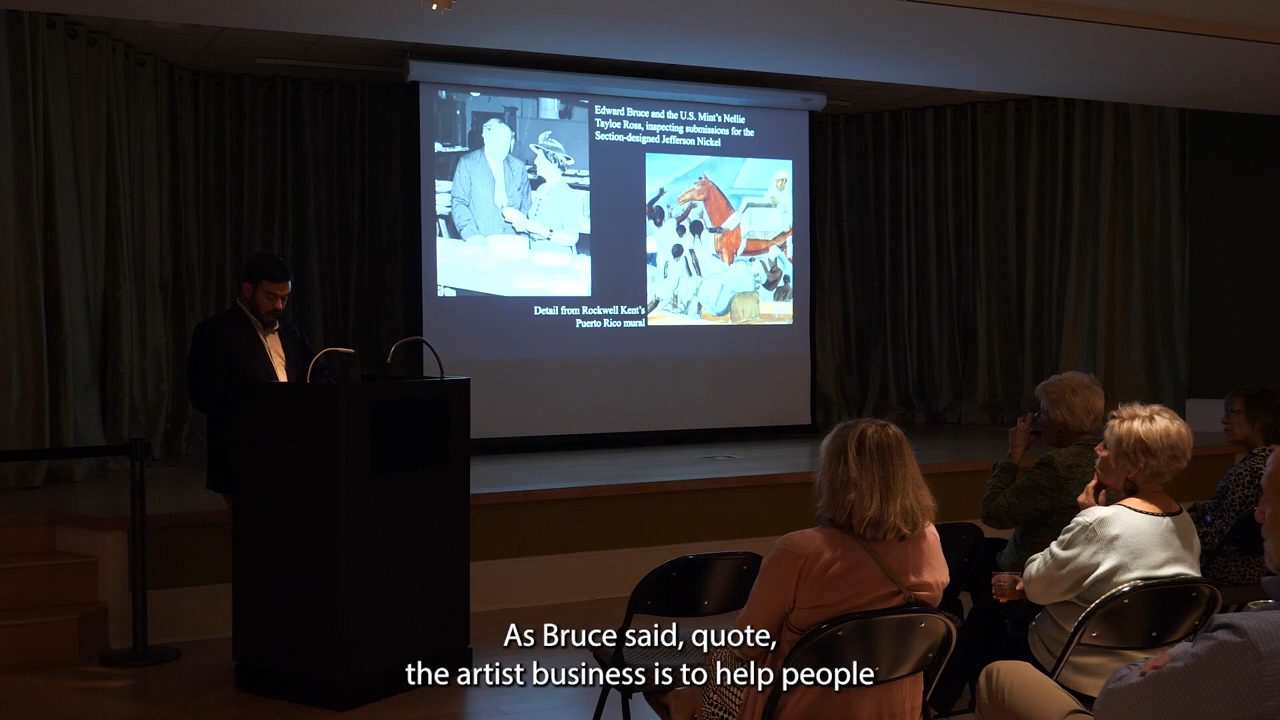 Edward Bruce and the U.S. Mint's Nellie
Tayloe Ross, inspecting submissions for the
Section-designed Jefferson Nickel
Detail from Rockwell Kent's
Puerto Rico mural
As Bruce said, quote,
the artist business is to help people